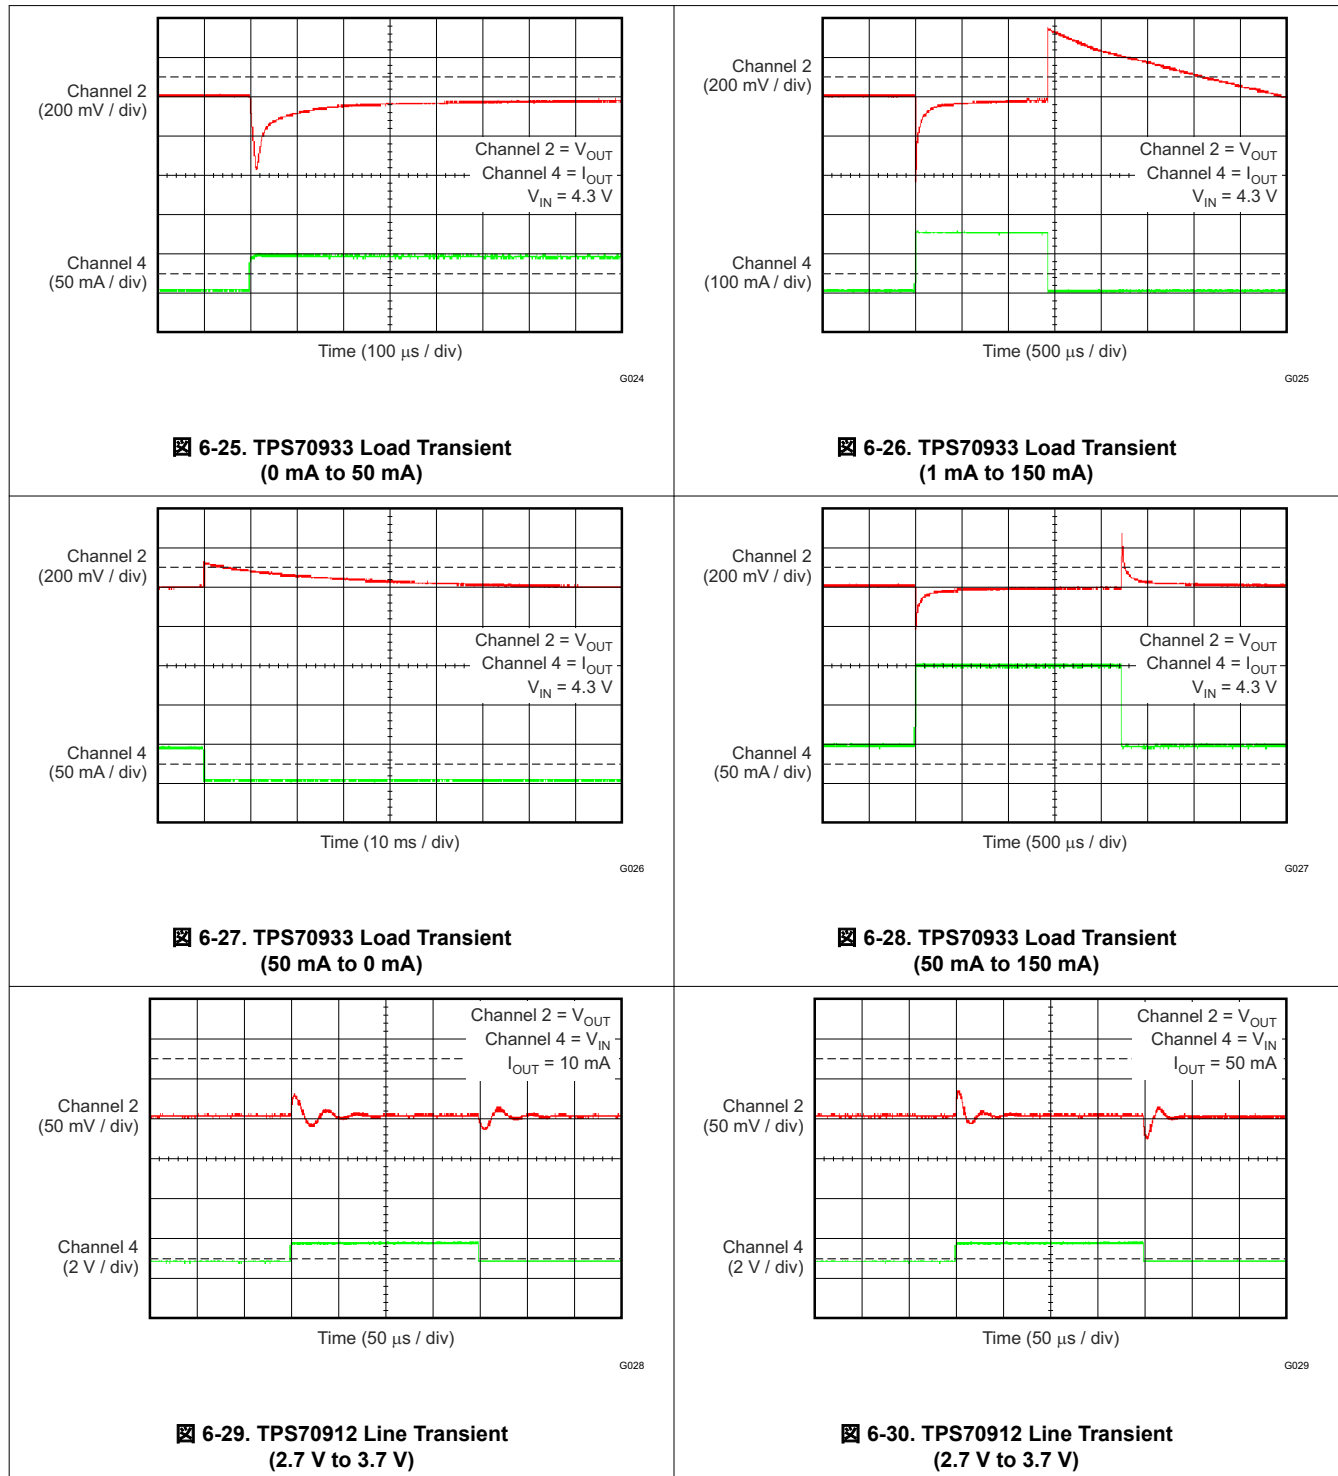 Channel 2
(200 mV / div)
Channel 2 = VOUT
Channel 4 = IOUT
VIN = 4.3 V
Channel 4
(50 mA / div)
Time (100 μs / div)
G024
図 6-25. TPS70933 Load Transient
(0 mA to 50 mA)
Channel 2
(200 mV / div)
Channel 2 = VOUT
Channel 4 = IOUT
VIN = 4.3 V
Channel 4
(100 mA / div)
Time (500 μs / div)
G025
図 6-26. TPS70933 Load Transient
(1 mA to 150 mA)
Channel 2
(200 mV / div)
Channel 2 = VOUT
Channel 4 = IOUT
VIN = 4.3 V
Channel 4
(50 mA / div)
Time (10 ms / div)
G026
図 6-27. TPS70933 Load Transient
(50 mA to 0 mA)
Channel 2
(200 mV / div)
Channel 2 = VOUT
Channel 4 = IOUT
VIN = 4.3 V
Channel 4
(50 mA / div)
Time (500 μs / div)
G027
図 6-28. TPS70933 Load Transient
(50 mA to 150 mA)
Channel 2 = VOUT
Channel 4 = VIN
IOUT = 10 mA
Channel 2
(50 mV / div)
Channel 4
(2 V / div)
Time (50 μs / div)
G028
図 6-29. TPS70912 Line Transient
(2.7 V to 3.7 V)
Channel 2 = VOUT
Channel 4 = VIN
IOUT = 50 mA
Channel 2
(50 mV / div)
Channel 4
(2 V / div)
Time (50 μs / div)
G029
図 6-30. TPS70912 Line Transient
(2.7 V to 3.7 V)